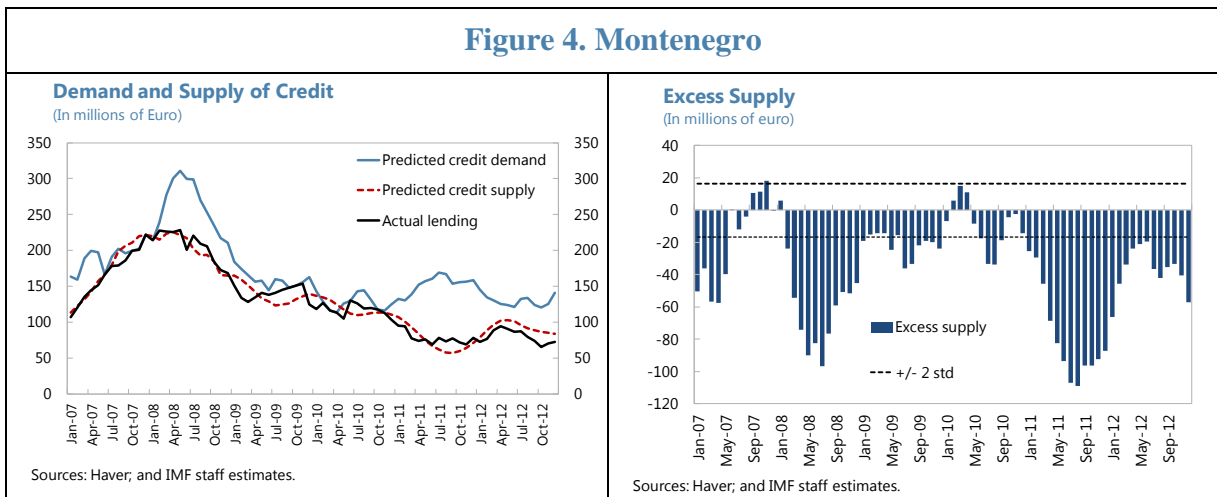 Figure 4. Montenegro
Demand and Supply of Credit
(In millions of Euro)
350
300
250
200
150
100
50
0
350
300
250
200
150
100
50
0
Predicted credit demand
Predicted credit supply
Actual lending
Jan-07
Apr-07
Jul-07
Oct-07
Jan-08
Apr-08
Jul-08
Oct-08
Jan-09
Apr-09
Jul-09
Oct-09
Jan-10
Apr-10
Jul-10
Oct-10
Jan-11
Apr-11
Jul-11
Oct-11
Jan-12
Apr-12
Jul-12
Oct-12
Sources: Haver; and IMF staff estimates.
Excess Supply
(In millions of euro)
40
20
0
-20
-40
-60
-80
-100
-120
Excess supply
+/- 2 std
Jan-07
May-07
Sep-07
Jan-08
May-08
Sep-08
Jan-09
May-09
Sep-09
Jan-10
May-10
Sep-10
Jan-11
May-11
Sep-11
Jan-12
May-12
Sep-12
Sources: Haver; and IMF staff estimates.